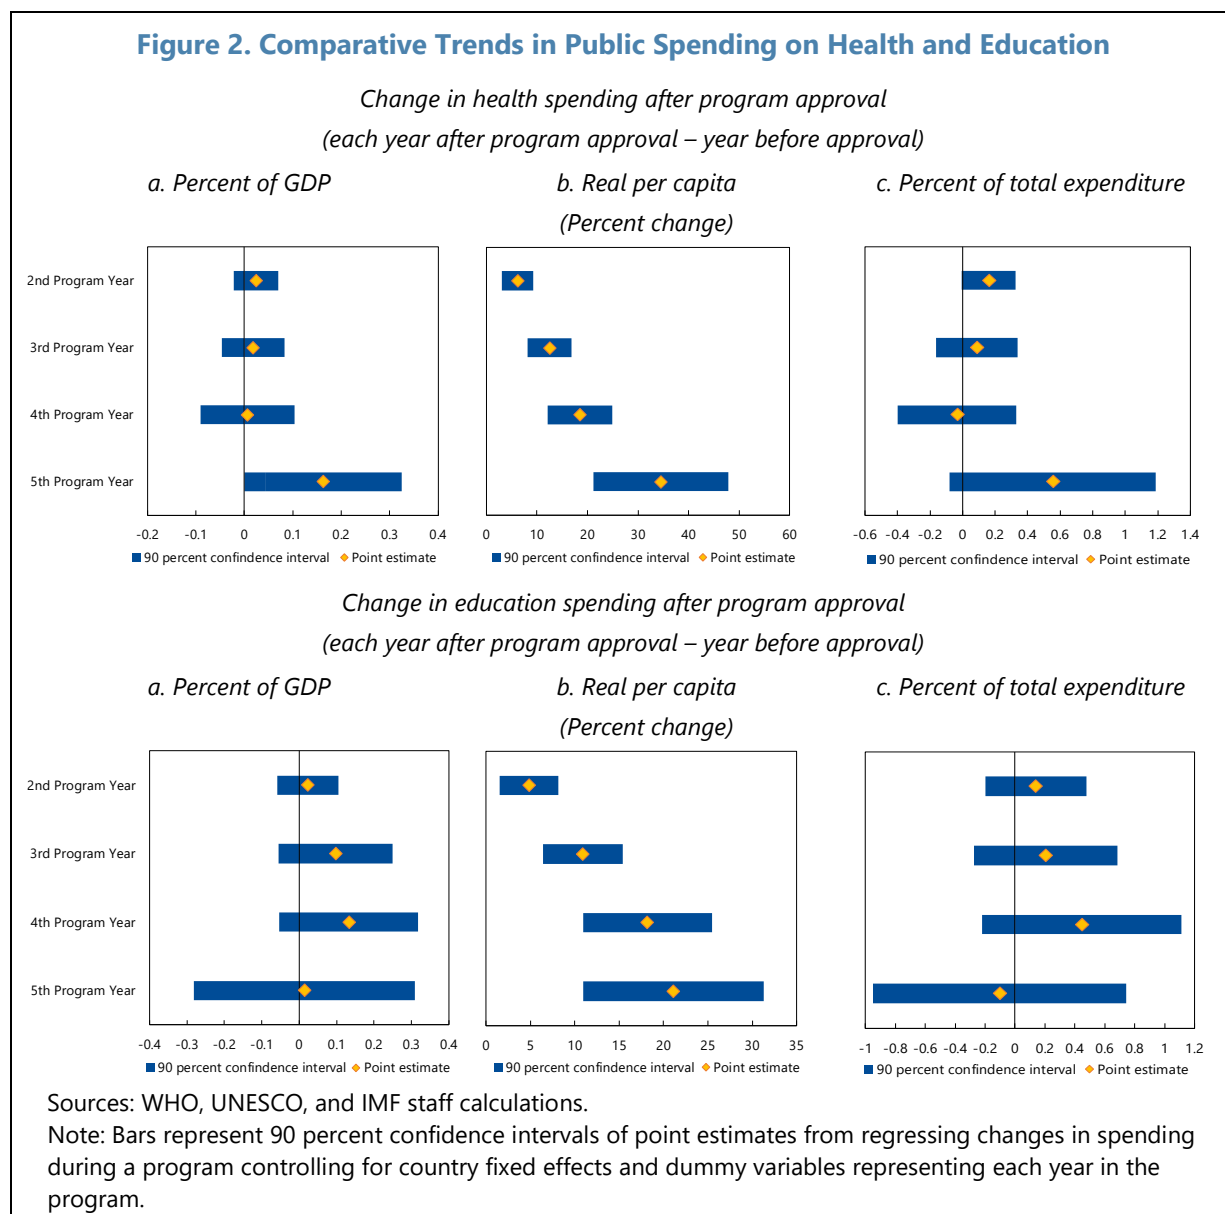 Figure 2. Comparative Trends in Public Spending on Health and Education
Change in health spending after program approval
(each year after program approval – year before approval)
a. Percent of GDP
b. Real per capita
(Percent change)
c. Percent of total expenditure
2nd Program Year
3rd Program Year
4th Program Year
5th Program Year
-0.2 -0.1 0 0.1 0.2 0.3 0.4
90 percent confindence interval Point estimate
0 10 20 30 40 50 60
90 percent confindence interval Point estimate
-0.6 -0.4 -0.2 0 0.2 0.4 0.6 0.8 1 1.2 1.4
90 percent confindence interval Point estimate
Change in education spending after program approval
(each year after program approval – year before approval)
a. Percent of GDP
b. Real per capita
(Percent change)
c. Percent of total expenditure
2nd Program Year
3rd Program Year
4th Program Year
5th Program Year
-0.4 -0.3 -0.2 -0.1 0 0.1 0.2 0.3 0.4
90 percent confindence interval Point estimate
0 5 10 15 20 25 30 35
90 percent confindence interval Point estimate
-1 -0.8 -0.6 -0.4 -0.2 0 0.2 0.4 0.6 0.8 1 1.2
90 percent confindence interval Point estimate
Sources: WHO, UNESCO, and IMF staff calculations.
Note: Bars represent 90 percent confidence intervals of point estimates from regressing changes in spending
during a program controlling for country fixed effects and dummy variables representing each year in the
program.